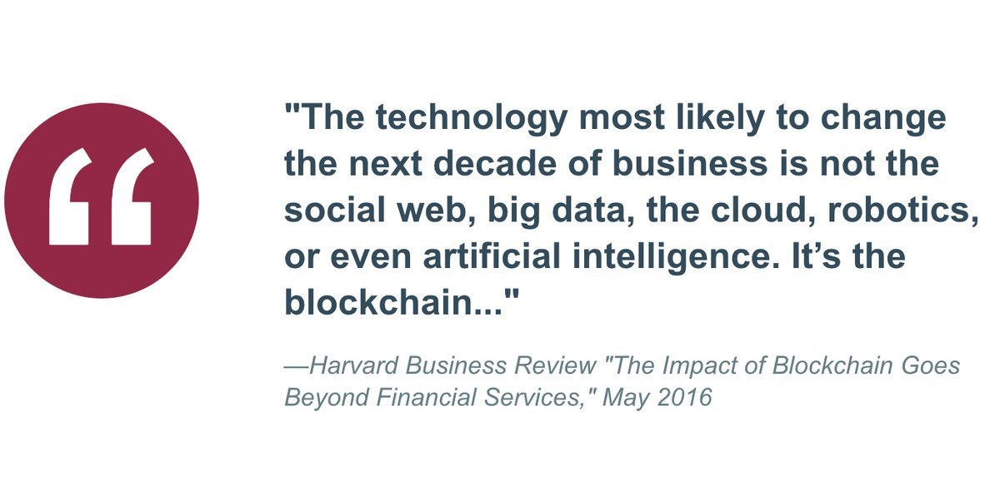 "The technology most likely to change
the next decade of business is not the
social web, big data, the cloud, robotics,
or even artificial intelligence. It’s the
blockchain..."
—Harvard Business Review "The Impact of Blockchain Goes
Beyond Financial Services," May 2016